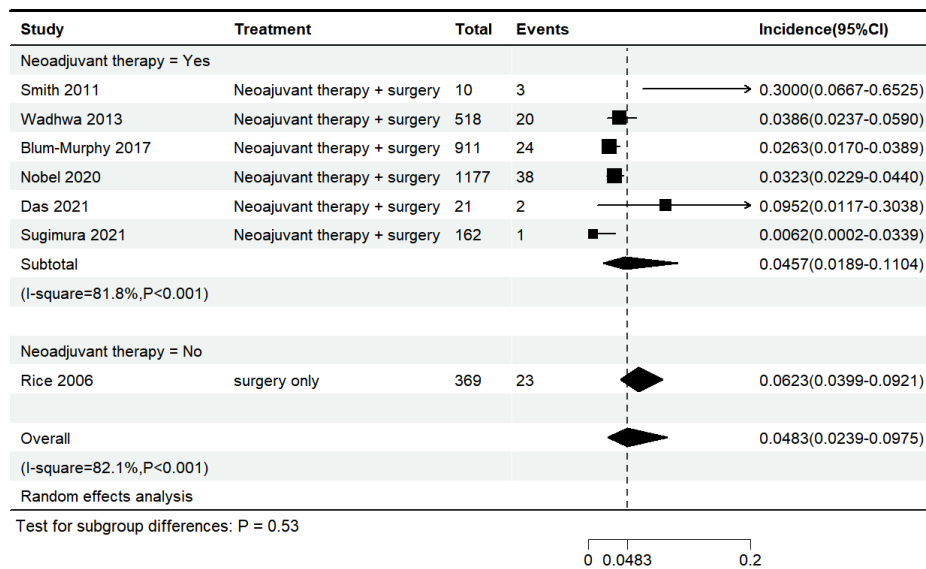 Study Treatment Total Events Incidence(95%CI)
Neoadjuvant therapy = Yes
Smith 2011 Neoajuvant therapy + surgery 10 3 0.3000(0.0667-0.6525)
Wadhwa 2013 Neoajuvant therapy + surgery 518 20 0.0386(0.0237-0.0590)
Blum-Murphy 2017 Neoajuvant therapy + surgery 911 24 0.0263(0.0170-0.0389)
Nobel 2020 Neoajuvant therapy + surgery 1177 38 0.0323(0.0229-0.0440)
Das 2021 Neoajuvant therapy + surgery 21 2 0.0952(0.0117-0.3038)
Sugimura 2021 Neoajuvant therapy + surgery 162 1 0.0062(0.0002-0.0339)
Subtotal 0.0457(0.0189-0.1104)
(I-square=81.8%,P<0.001)
Neoadjuvant therapy = No
Rice 2006 surgery only 369 23 0.0623(0.0399-0.0921)
Overall 0.0483(0.0239-0.0975)
(I-square=82.1%,P<0.001)
Random effects analysis
Test for subgroup differences: P = 0.53
0 0.0483 0.2